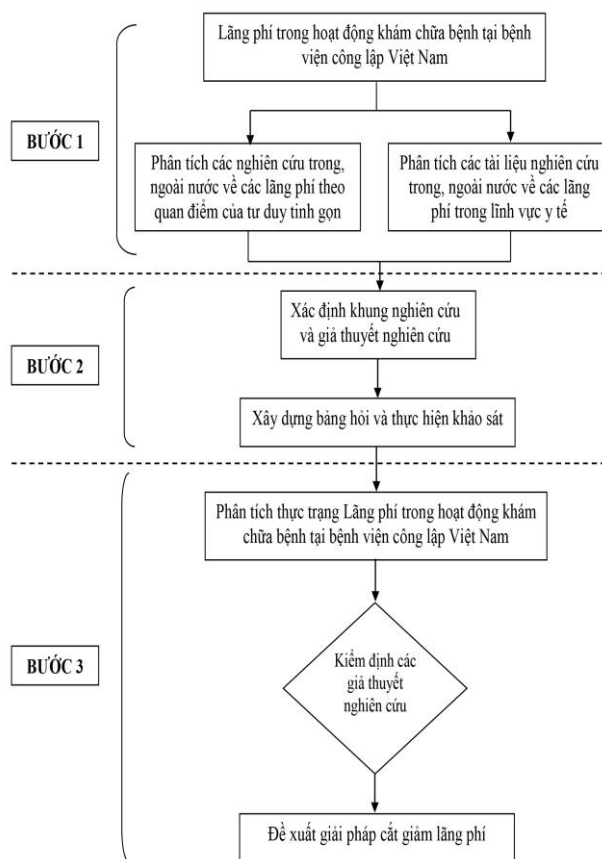 Lãng phí trong hoạt động khám chữa bệnh tại bệnh
viện công lập Việt Nam
BƯỚC 1
Phân tích các nghiên cứu trong,
ngoài nước về các lãng phí theo
quan điểm của tư duy tinh gọn
Phân tích các tài liệu nghiên cứu
trong, ngoài nước về các lãng
phí trong lĩnh vực y tế
Xác định khung nghiên cứu
và giả thuyết nghiên cứu
BƯỚC 2
Xây dựng bảng hỏi và thực hiện khảo sát
Phân tích thực trạng Lãng phí trong hoạt động khám
chữa bệnh tại bệnh viện công lập Việt Nam
BƯỚC 3
Kiểm định các
giả thuyết
nghiên cứu
Đề xuất giải pháp cắt giảm lãng phí